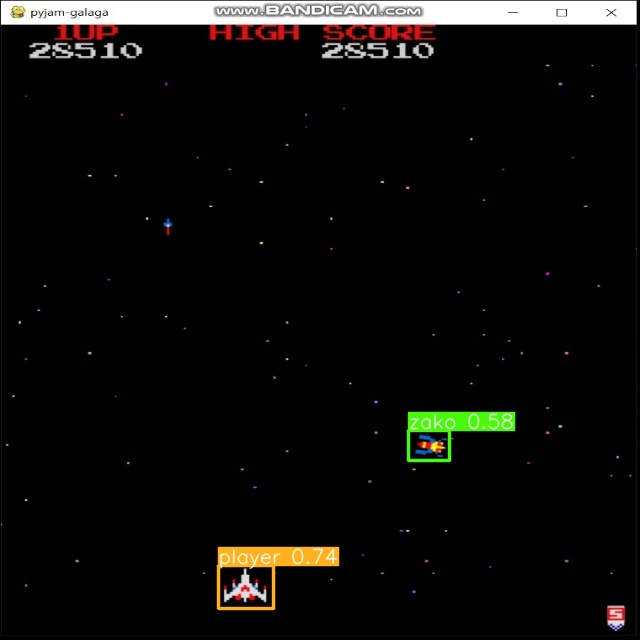 pyjam-galaga
www.BANDICAM.com
1UP HIGH SCORE
28510 28510
zako 0.58
player 0.74
5